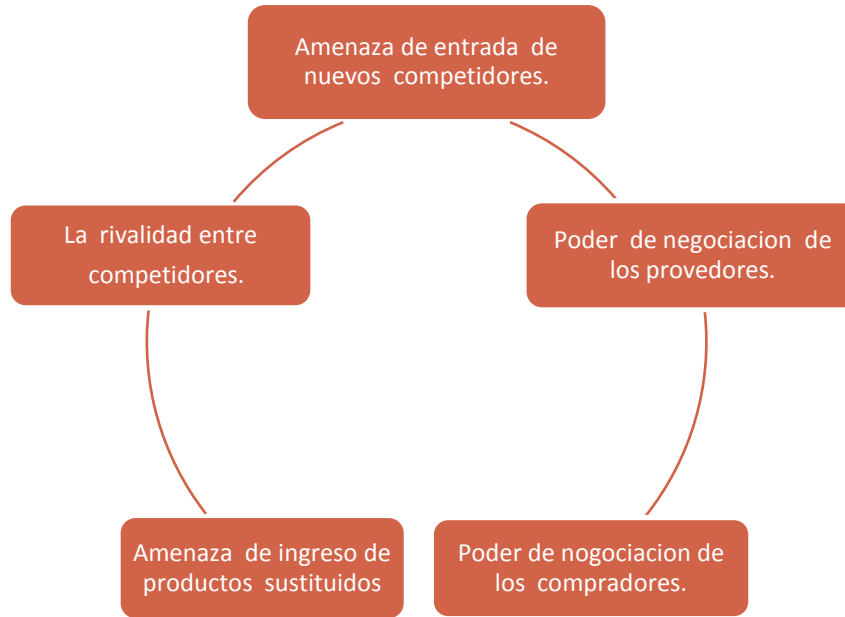 Amenaza de entrada de
nuevos competidores.
La rivalidad entre
competidores.
Poder de negociacion de
los provedores.
Amenaza de ingreso de
productos sustituidos
Poder de nogociacion de
los compradores.